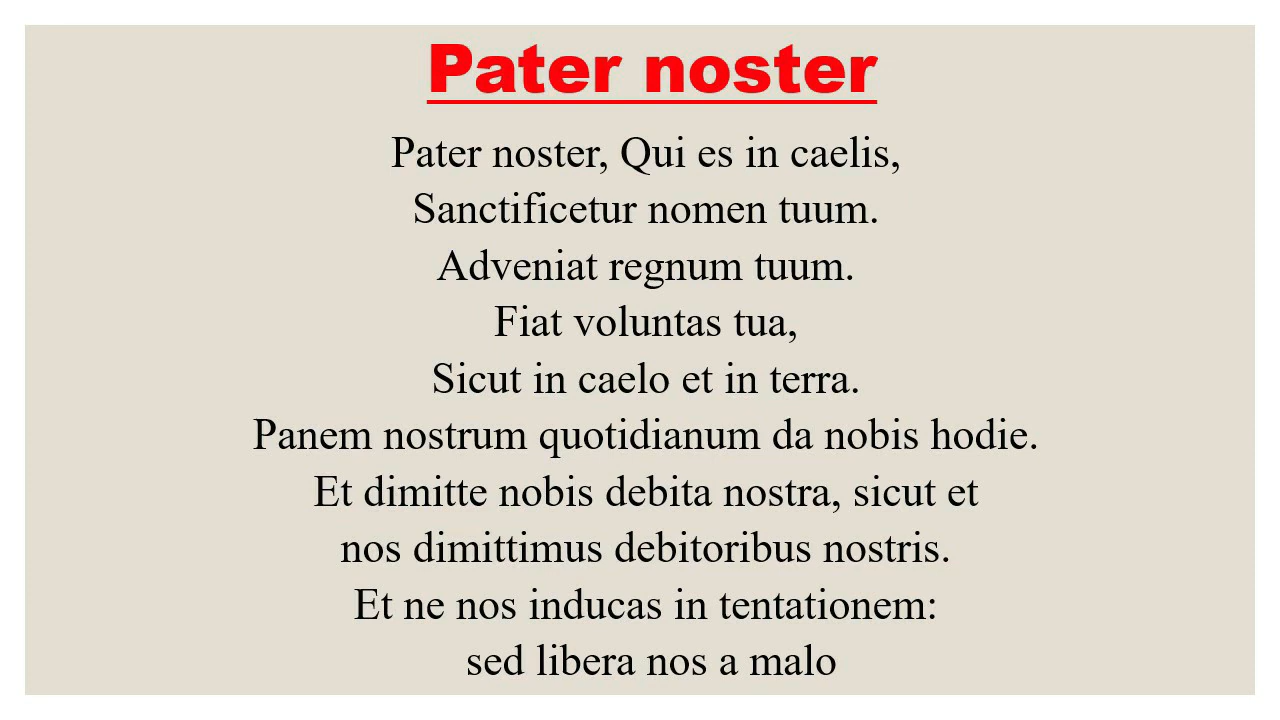 Pater noster
Pater noster, Qui es in caelis,
Sanctificetur nomen tuum.
Adveniat regnum tuum.
Fiat voluntas tua,
Sicut in caelo et in terra.
Panem nostrum quotidianum da nobis hodie.
Et dimitte nobis debita nostra, sicut et
nos dimittimus debitoribus nostris.
Et ne nos inducas in tentationem:
sed libera nos a malo